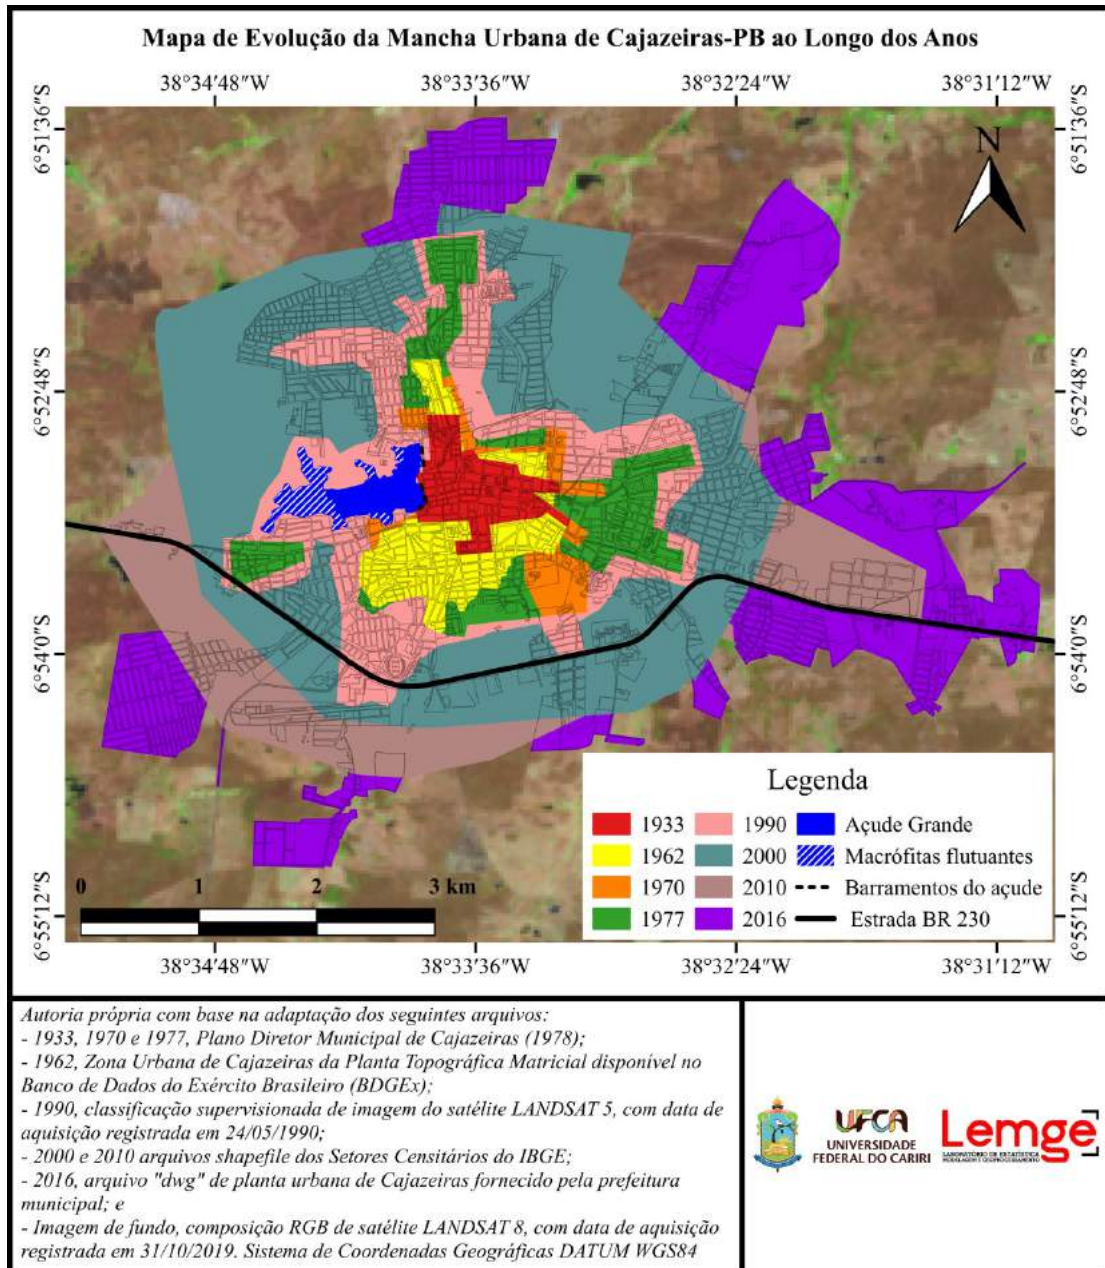 Mapa de Evolução da Mancha Urbana de Cajazeiras-PB ao Longo dos Anos
38°34'48"W 38°33'36"W 38°32'24"W 38°31'12"W
6°51'36"S 6°51'36"S
N
6°52'48"S 6°52'48"S
6°54'0"S 6°54'0"S
Legenda
1933 1990 Açude Grande
1962 2000 Macrófitas flutuantes
1970 2010 Barramentos do açude
1977 2016 Estrada BR 230
0 1 2 3 km
6°55'12"S 6°55'12"S
38°34'48"W 38°33'36"W 38°32'24"W 38°31'12"W
Autoria própria com base na adaptação dos seguintes arquivos:
- 1933, 1970 e 1977, Plano Diretor Municipal de Cajazeiras (1978);
- 1962, Zona Urbana de Cajazeiras da Planta Topográfica Matricial disponível no
Banco de Dados do Exército Brasileiro (BDGEx);
- 1990, classificação supervisionada de imagem do satélite LANDSAT 5, com data de
aquisição registrada em 24/05/1990;
- 2000 e 2010 arquivos shapefile dos Setores Censitários do IBGE;
- 2016, arquivo "dwg" de planta urbana de Cajazeiras fornecido pela prefeitura
municipal; e
- Imagem de fundo, composição RGB de satélite LANDSAT 8, com data de aquisição
registrada em 31/10/2019. Sistema de Coordenadas Geográficas DATUM WGS84
UFCA
UNIVERSIDADE
FEDERAL DO CARIRI
Lemge
LABORATÓRIO DE ESTATÍSTICA
MODELAGEM E GEOPROCESSAMENTO